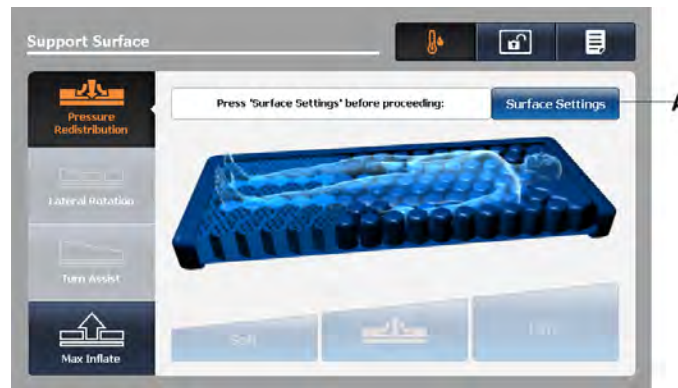 Support Surface
Press 'Surface Settings' before proceeding:
Surface Settings
A
Pressure
Redistribution
Lateral Rotation
Turn Assist
Max Inflate
Soft
Firm